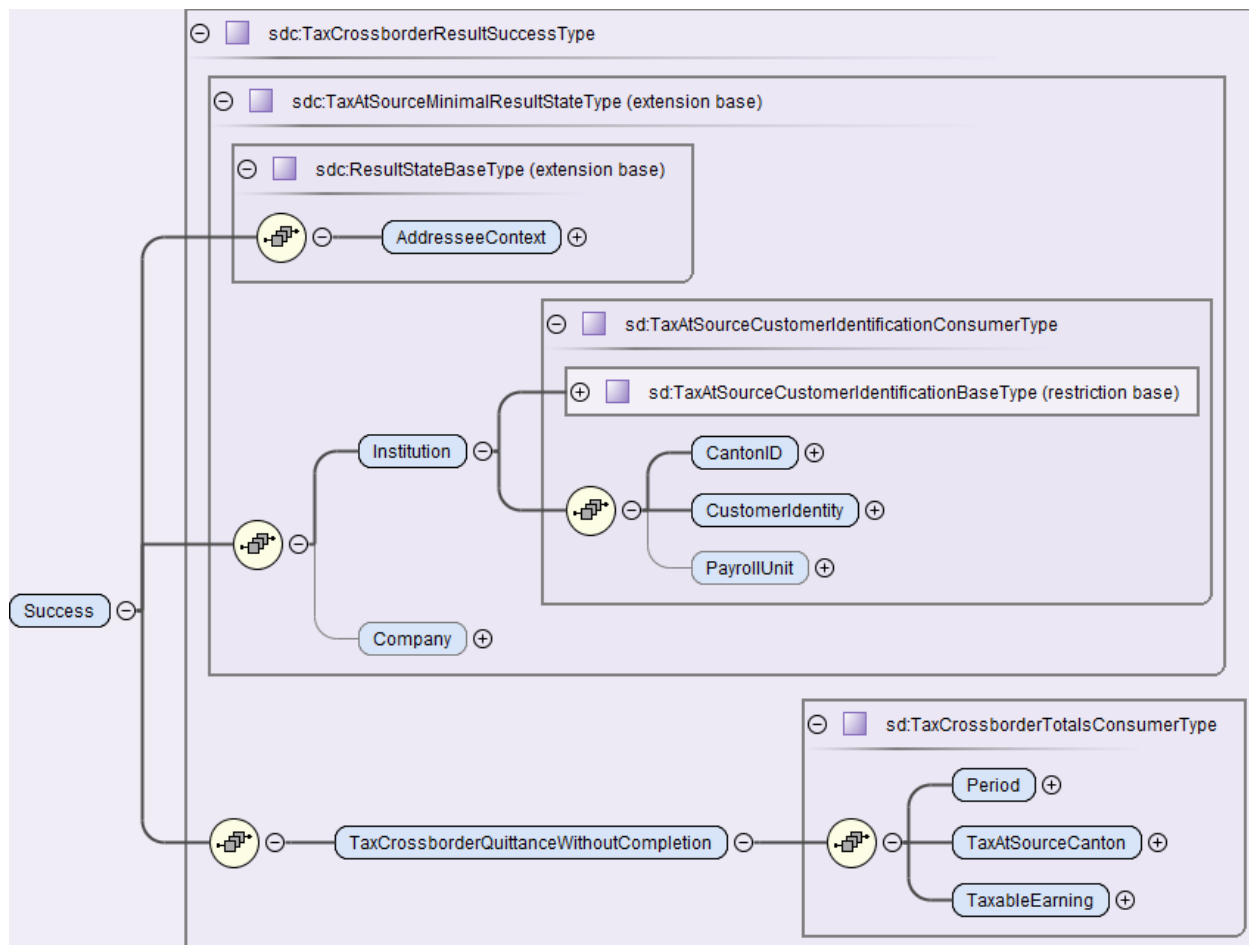 sdc:TaxCrossborderResultSuccessType
sdc:TaxAtSourceMinimalResultStateType (extension base)
sdc:ResultStateBaseType (extension base)
AddresseeContext
sd:TaxAtSourceCustomerIdentificationConsumerType
sd:TaxAtSourceCustomerIdentificationBaseType (restriction base)
Institution
CantonID
CustomerIdentity
PayrollUnit
Success
Company
sd:TaxCrossborderTotalsConsumerType
Period
TaxCrossborderQuittanceWithoutCompletion
TaxAtSourceCanton
TaxableEarning